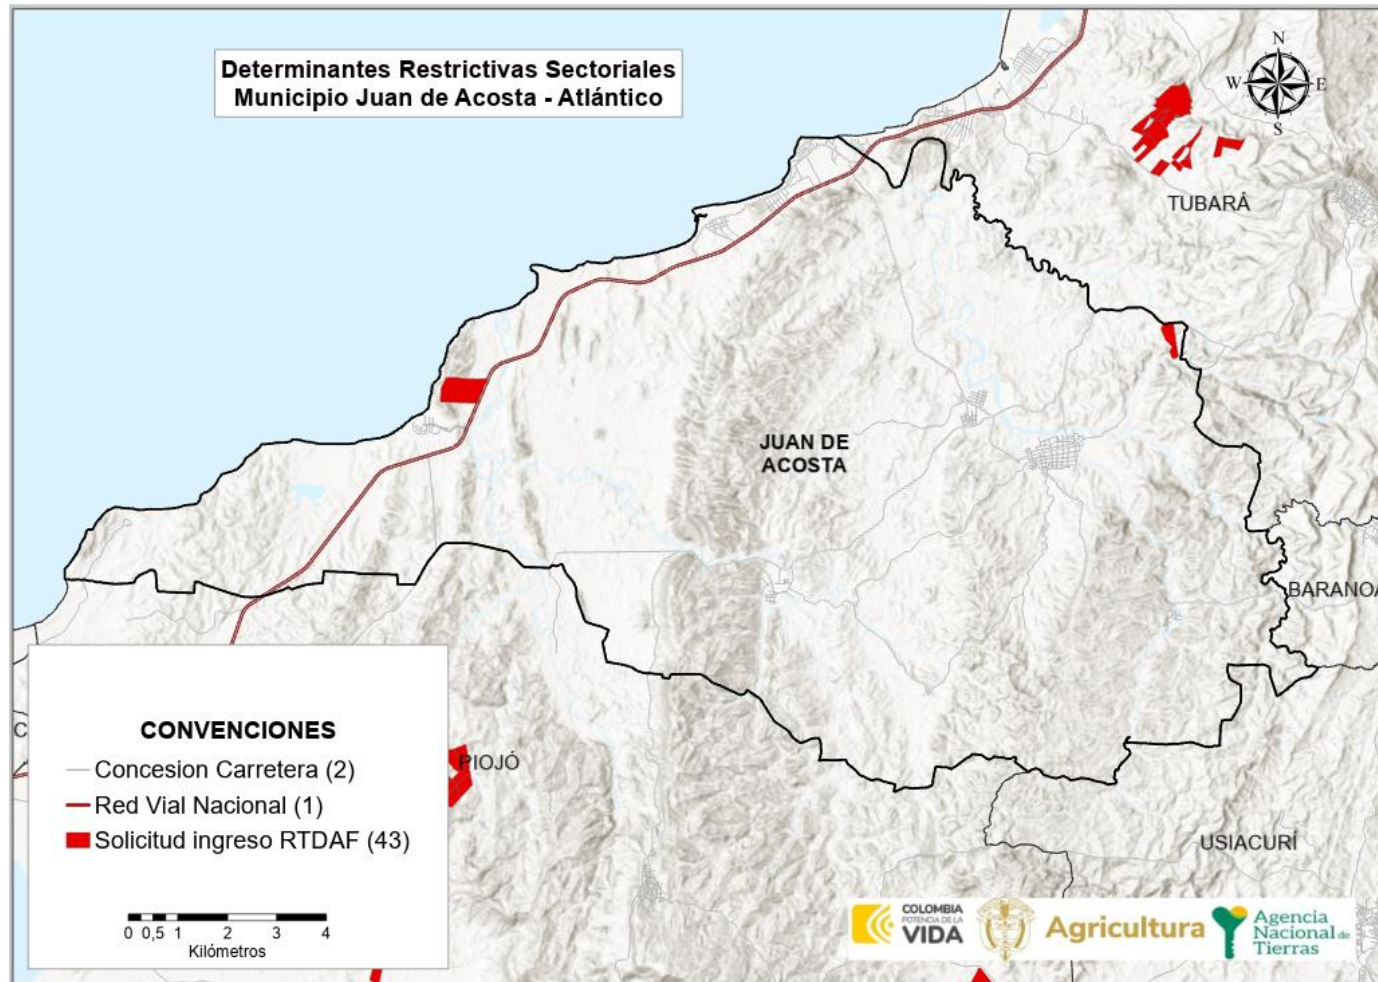 Determinantes Restrictivas Sectoriales
Municipio Juan de Acosta - Atlántico
N
W
E
S
TUBARÁ
JUAN DE
ACOSTA
BARANOA
C
PIOJÓ
USIACURÍ
CONVENCIONES
Concesion Carretera (2)
Red Vial Nacional (1)
Solicitud ingreso RTDAF (43)
0 0,5 1 2 3 4
Kilómetros
COLOMBIA
POTENCIA DE LA
VIDA
Agricultura
Agencia
Nacional de
Tierras